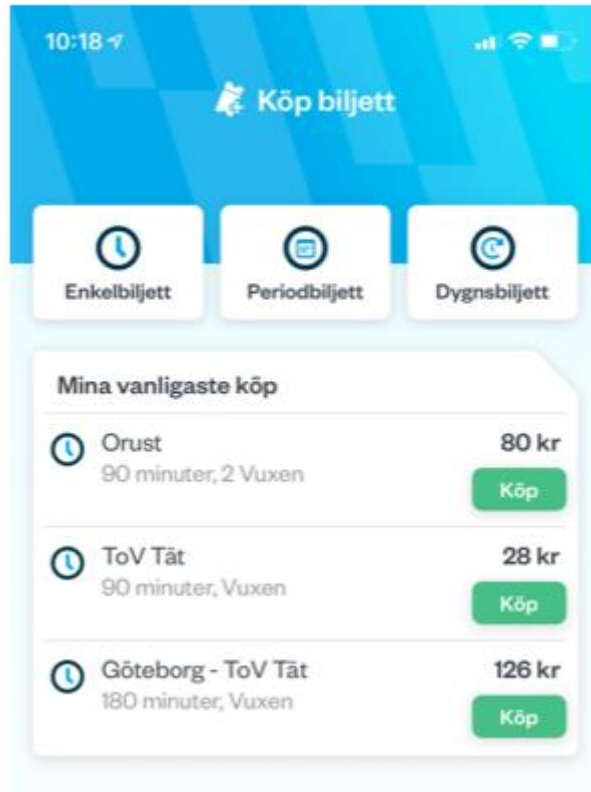 10:18
Köp biljett
Enkelbiljett Periodbiljett Dygnsbiljett
Mina vanligaste köp
Orust 80 kr
90 minuter, 2 Vuxen Köp
ToV Tät 28 kr
90 minuter, Vuxen Köp
Göteborg - ToV Tät 126 kr
180 minuter, Vuxen Köp